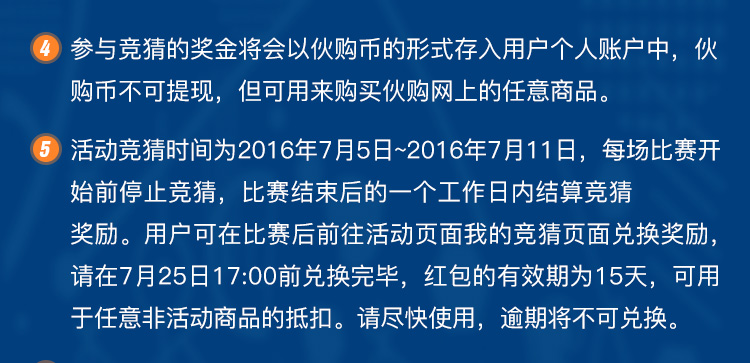 4 参与竞猜的奖金将会以伙购币的形式存入用户个人账户中，伙
购币不可提现，但可用来购买伙购网上的任意商品。
5 活动竞猜时间为2016年7月5日~2016年7月11日，每场比赛开
始前停止竞猜，比赛结束后的一个工作日内结算竞猜
奖励。用户可在比赛后前往活动页面我的竞猜页面兑换奖励，
请在7月25日17:00前兑换完毕，红包的有效期为15天，可用
于任意非活动商品的抵扣。请尽快使用，逾期将不可兑换。